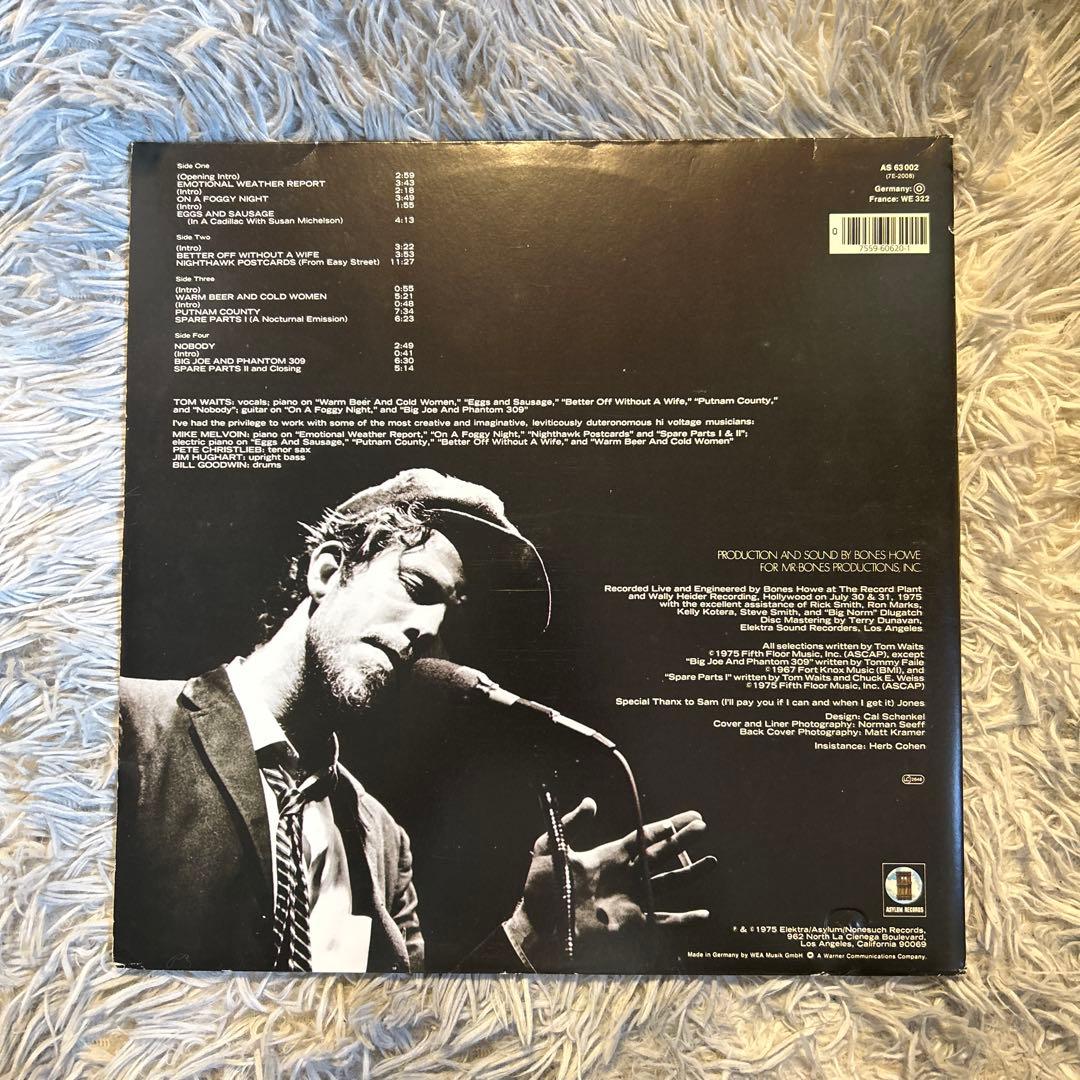 Side One
(Opening Intro) 2:59
EMOTIONAL WEATHER REPORT 3:43
(Intro) 2:18
ON A FOGGY NIGHT 3:49
(Intro) 1:55
EGGS AND SAUSAGE
(In A Cadillac With Susan Michelson) 4:13
Side Two
(Intro) 3:22
BETTER OFF WITHOUT A WIFE 3:53
NIGHTHAWK POSTCARDS (From Easy Street) 11:27
Side Three
(Intro) 0:55
WARM BEER AND COLD WOMEN 5:21
(Intro) 0:48
PUTNAM COUNTY 7:34
SPARE PARTS I (A Nocturnal Emission) 6:23
Side Four
NOBODY 2:49
(Intro) 0:41
BIG JOE AND PHANTOM 309 6:30
SPARE PARTS II and Closing 5:14
AS 63 002
(7E-2008)
Germany: Ⓞ
France: WE 322
0
7559-60620-1
TOM WAITS: vocals; piano on "Warm Beer And Cold Women," "Eggs and Sausage," "Better Off Without A Wife," "Putnam County,"
and "Nobody"; guitar on "On A Foggy Night," and "Big Joe And Phantom 309"
I've had the privilege to work with some of the most creative and imaginative, leviticously duteronomous hi voltage musicians:
MIKE MELVOIN: piano on "Emotional Weather Report," "On A Foggy Night," "Nighthawk Postcards" and "Spare Parts I & II";
electric piano on "Eggs And Sausage," "Putnam County," "Better Off Without A Wife," and "Warm Beer And Cold Women"
PETE CHRISTLIEB: tenor sax
JIM HUGHART: upright bass
BILL GOODWIN: drums
PRODUCTION AND SOUND BY BONES HOWE
FOR MR. BONES PRODUCTIONS, INC.
Recorded Live and Engineered by Bones Howe at The Record Plant
and Wally Heider Recording, Hollywood on July 30 & 31, 1975
with the excellent assistance of Rick Smith, Ron Marks,
Kelly Kotera, Steve Smith, and "Big Norm" Dlugatch
Disc Mastering by Terry Dunavan,
Elektra Sound Recorders, Los Angeles
All selections written by Tom Waits
©1975 Fifth Floor Music, Inc. (ASCAP), except
"Big Joe And Phantom 309" written by Tommy Faile
©1967 Fort Knox Music (BMI), and
"Spare Parts I" written by Tom Waits and Chuck E. Weiss
©1975 Fifth Floor Music, Inc. (ASCAP)
Special Thanx to Sam (I'll pay you if I can and when I get it) Jones
Design: Cal Schenkel
Cover and Liner Photography: Norman Seeff
Back Cover Photography: Matt Kramer
Insistance: Herb Cohen
LC 2646
ASYLUM RECORDS
℗ & ©1975 Elektra/Asylum/Nonesuch Records,
962 North La Cienega Boulevard,
Los Angeles, California 90069
Made in Germany by WEA Musik GmbH A Warner Communications Company.